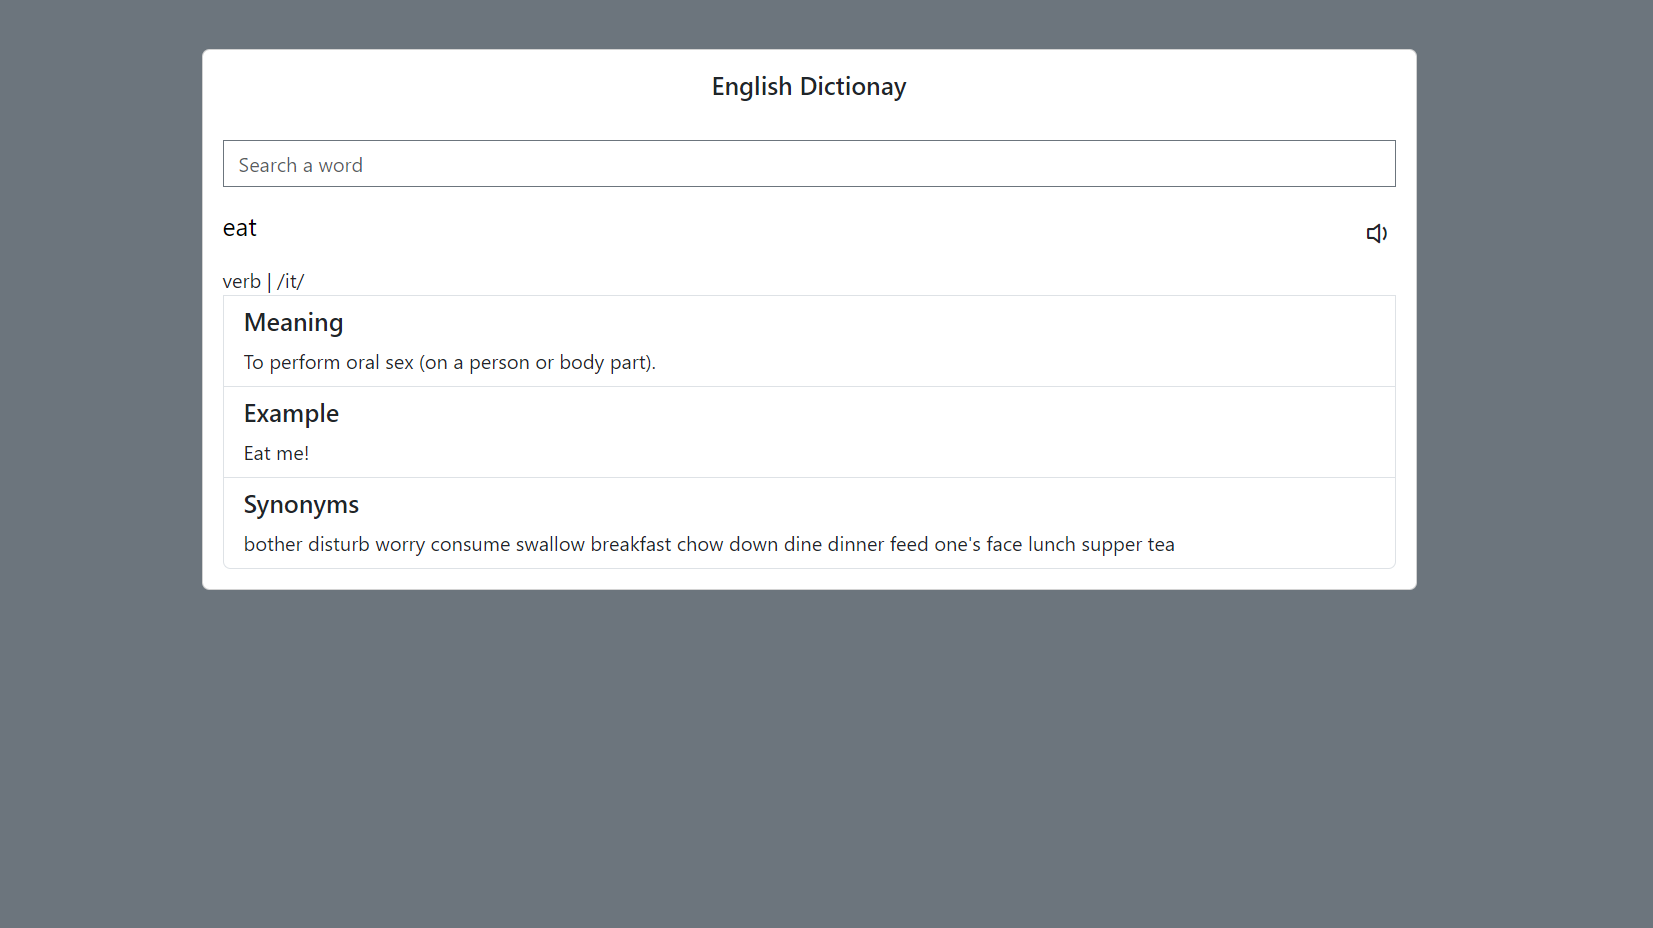 English Dictionay
Search a word
eat
verb | /it/
Meaning
To perform oral sex (on a person or body part).
Example
Eat me!
Synonyms
bother disturb worry consume swallow breakfast chow down dine dinner feed one's face lunch supper tea